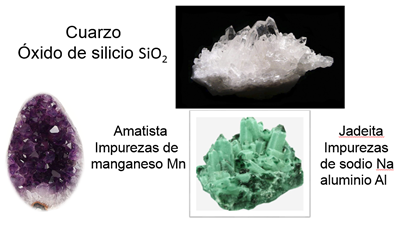 Cuarzo
Óxido de silicio SiO₂
Amatista
Impurezas de
manganeso Mn
Jadeita
Impurezas
de sodio Na
aluminio Al